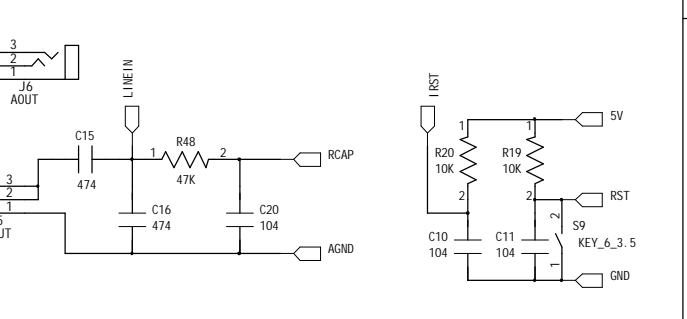 3
2
1
J6
AOUT
LINEIN
C15
474
1
R48
2
47K
RCAP
3
2
1
C16
474
C20
104
AGND
IRST
5V
1
R20
10K
2
1
R19
10K
2
RST
2
S9
KEY_6_3.5
1
C10
104
C11
104
GND